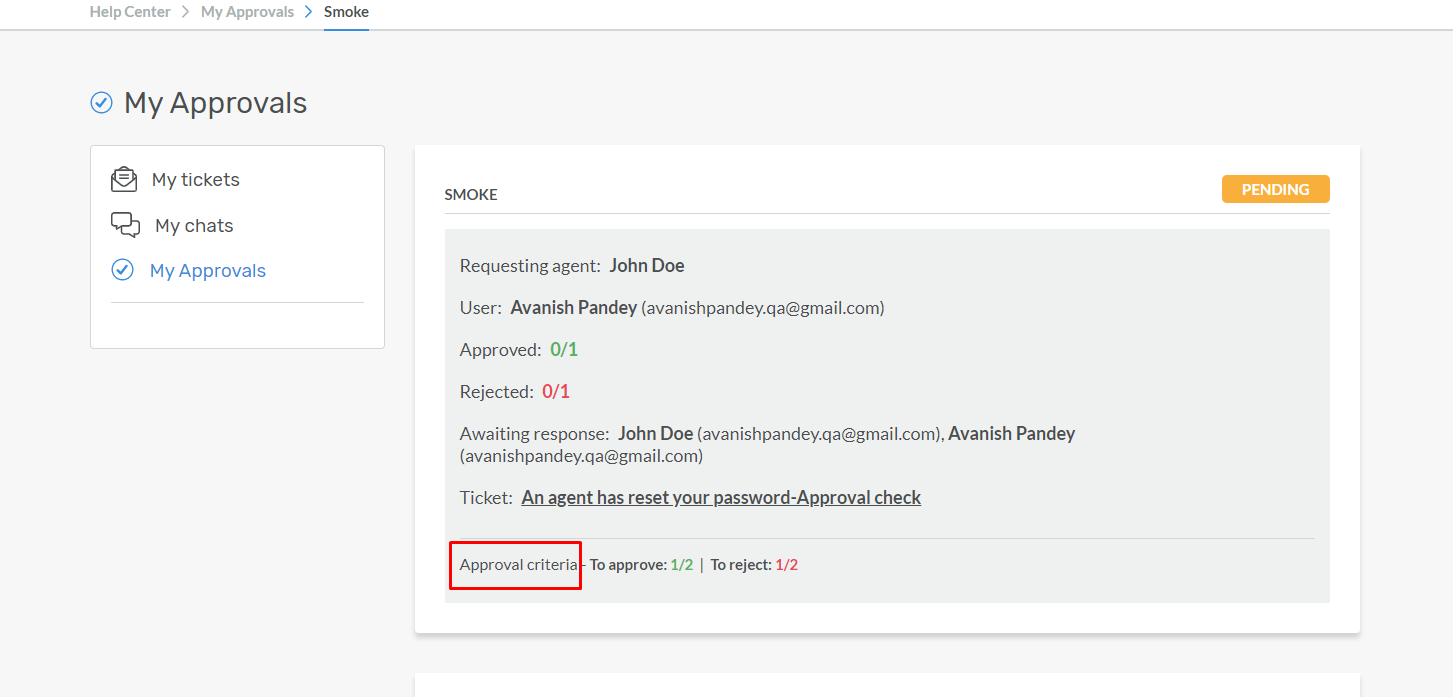 Help Center > My Approvals > Smoke
My Approvals
My tickets
My chats
My Approvals
SMOKE
PENDING
Requesting agent: John Doe
User: Avanish Pandey (avanishpandey.qa@gmail.com)
Approved: 0/1
Rejected: 0/1
Awaiting response: John Doe (avanishpandey.qa@gmail.com), Avanish Pandey
(avanishpandey.qa@gmail.com)
Ticket: An agent has reset your password-Approval check
Approval criteria - To approve: 1/2 | To reject: 1/2